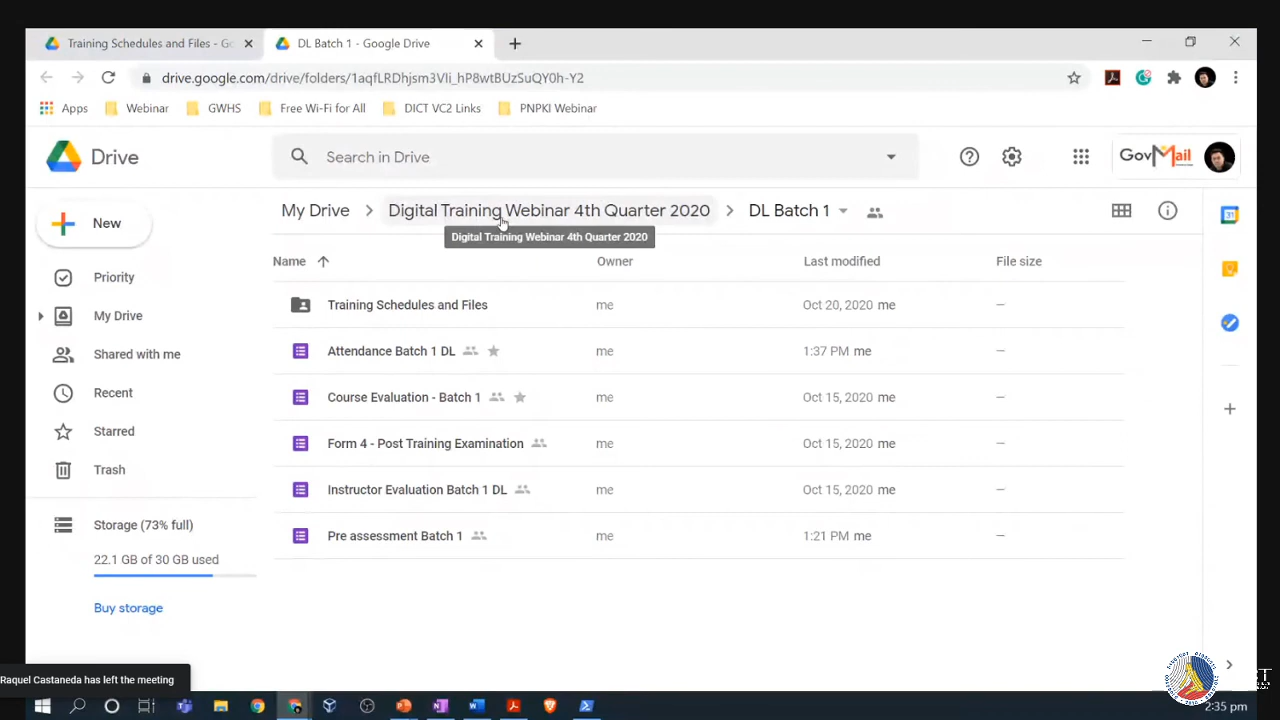 Training Schedules and Files - Go
DL Batch 1 - Google Drive
drive.google.com/drive/folders/1aqfLRDhjsm3VIi_hP8wtBUzSuQY0h-Y2
Apps
Webinar
GWHS
Free Wi-Fi for All
DICT VC2 Links
PNPKI Webinar
Drive
Search in Drive
GovMail
New
My Drive
Digital Training Webinar 4th Quarter 2020
DL Batch 1
Digital Training Webinar 4th Quarter 2020
Name
Owner
Last modified
File size
Priority
My Drive
Shared with me
Recent
Starred
Trash
Storage (73% full)
22.1 GB of 30 GB used
Buy storage
Training Schedules and Files me Oct 20, 2020 me –
Attendance Batch 1 DL me 1:37 PM me –
Course Evaluation - Batch 1 me Oct 15, 2020 me –
Form 4 - Post Training Examination me Oct 15, 2020 me –
Instructor Evaluation Batch 1 DL me Oct 15, 2020 me –
Pre assessment Batch 1 me 1:21 PM me –
Raquel Castaneda has left the meeting
2:35 pm